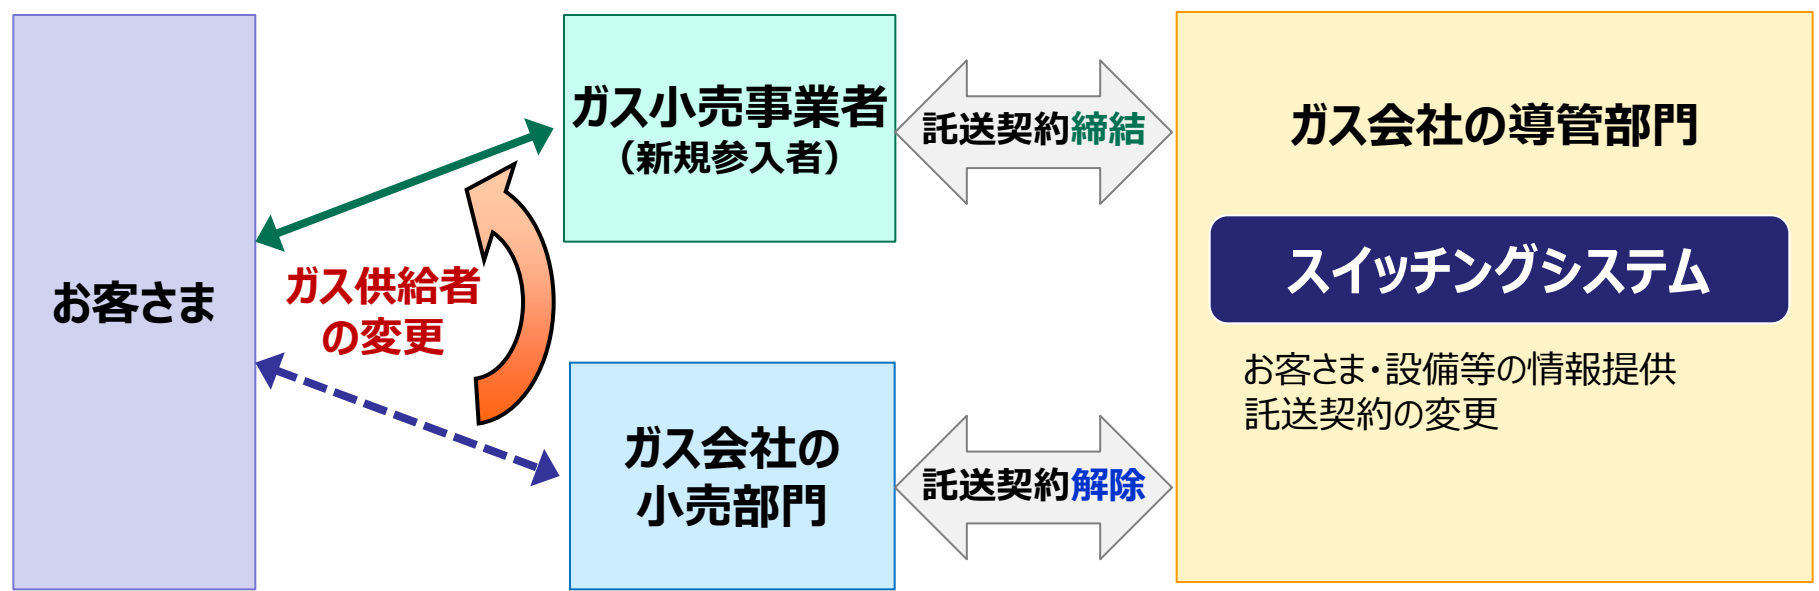 お客さま
ガス供給者
の変更
ガス小売事業者
（新規参入者）
ガス会社の
小売部門
託送契約締結
託送契約解除
ガス会社の導管部門
スイッチングシステム
お客さま・設備等の情報提供
託送契約の変更